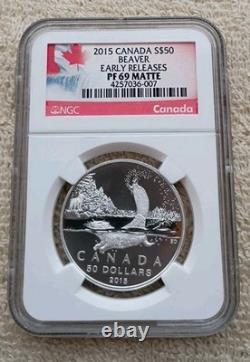 2015 CANADA S$50
BEAVER
EARLY RELEASES
PF 69 MATTE
4257036-007
NGC
Canada
CANADA
50 DOLLARS
2015